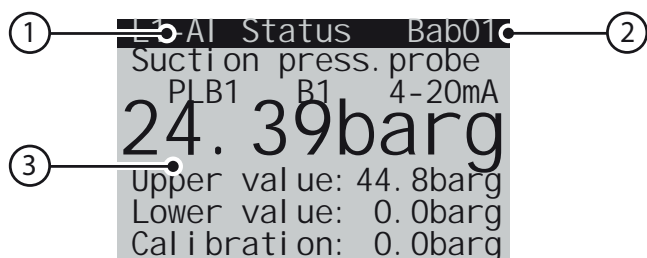 1 AI Status Bab01 2
Suction press.probe
PLB1 B1 4-20mA
24.39barg
3
Upper value: 44.8barg
Lower value: 0.0barg
Calibration: 0.0barg